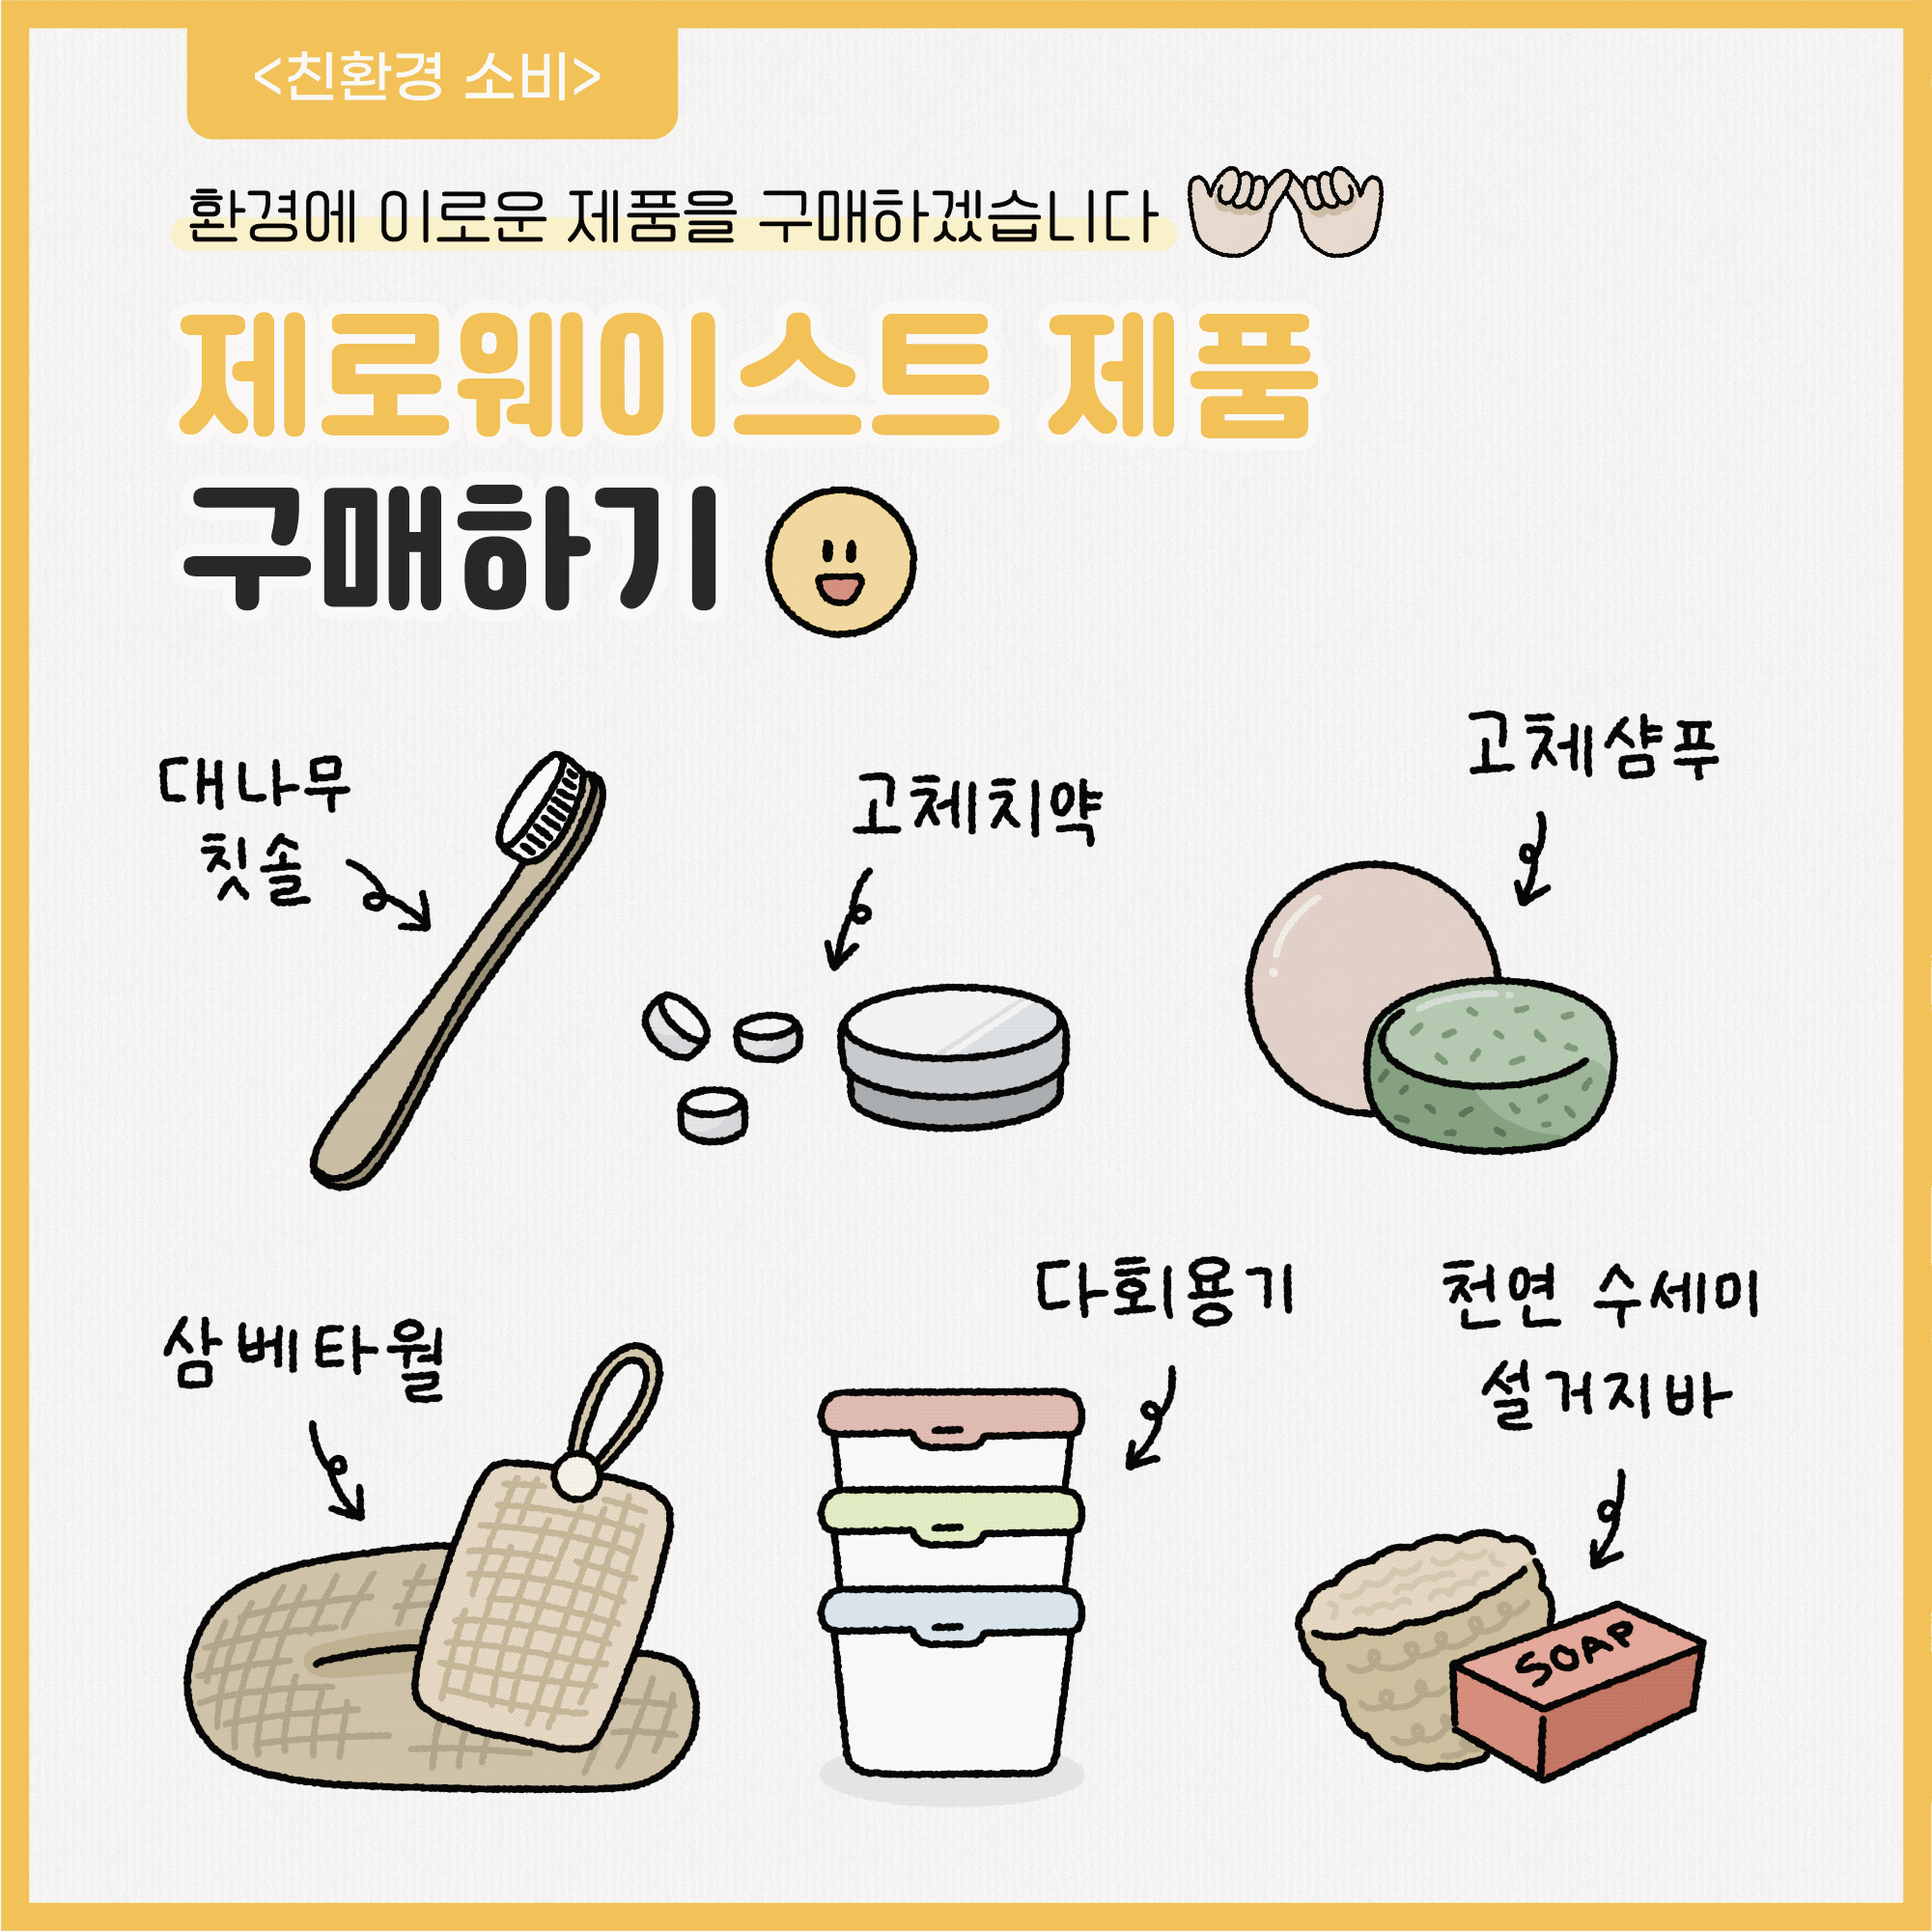 <친환경 소비>
환경에 이로운 제품을 구매하겠습니다
제로웨이스트 제품
구매하기
대나무
칫솔
고체치약
고체샴푸
삼베타월
다회용기
천연 수세미
설거지바
SOAP